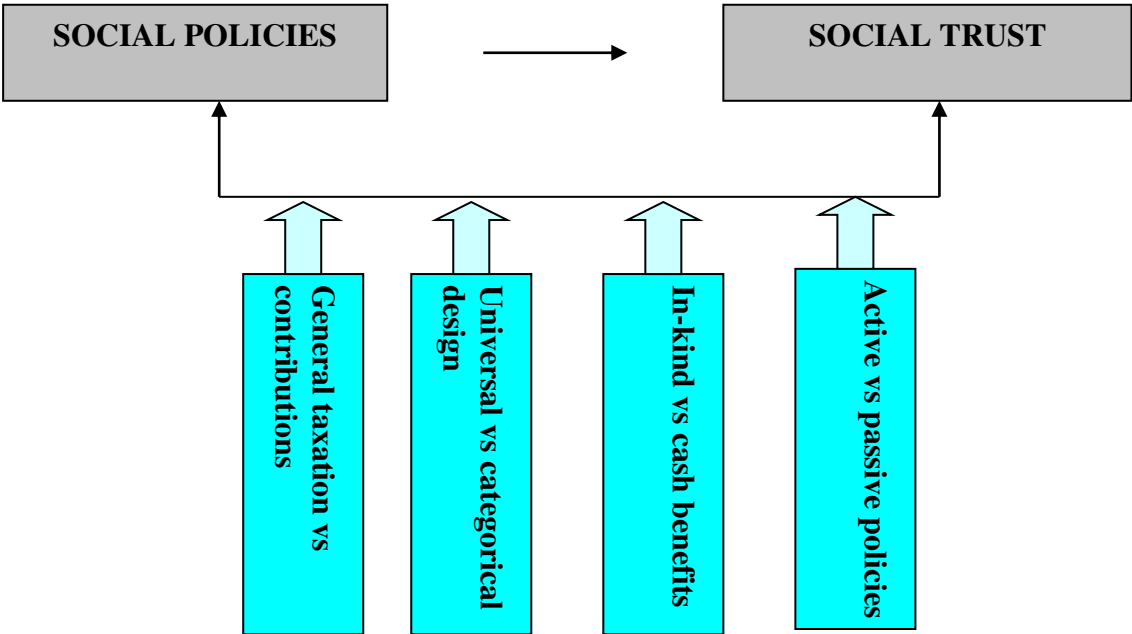 SOCIAL POLICIES
SOCIAL TRUST
General taxation vs
contributions
Universal vs categorical
design
In-kind vs cash benefits
Active vs passive policies